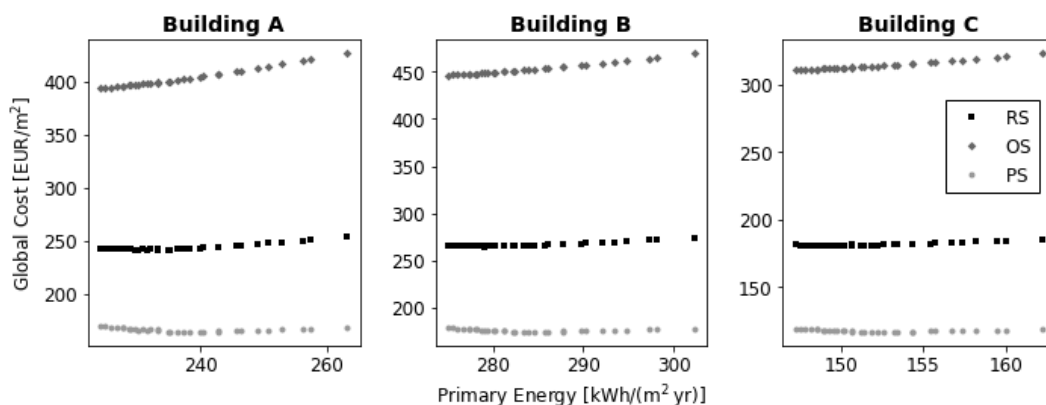 Building A
Building B
Building C
Global Cost [EUR/m²]
400
350
300
250
200
240
260
450
400
350
300
250
200
280
290
300
300
250
200
150
150
155
160
RS
OS
PS
Primary Energy [kWh/(m² yr)]